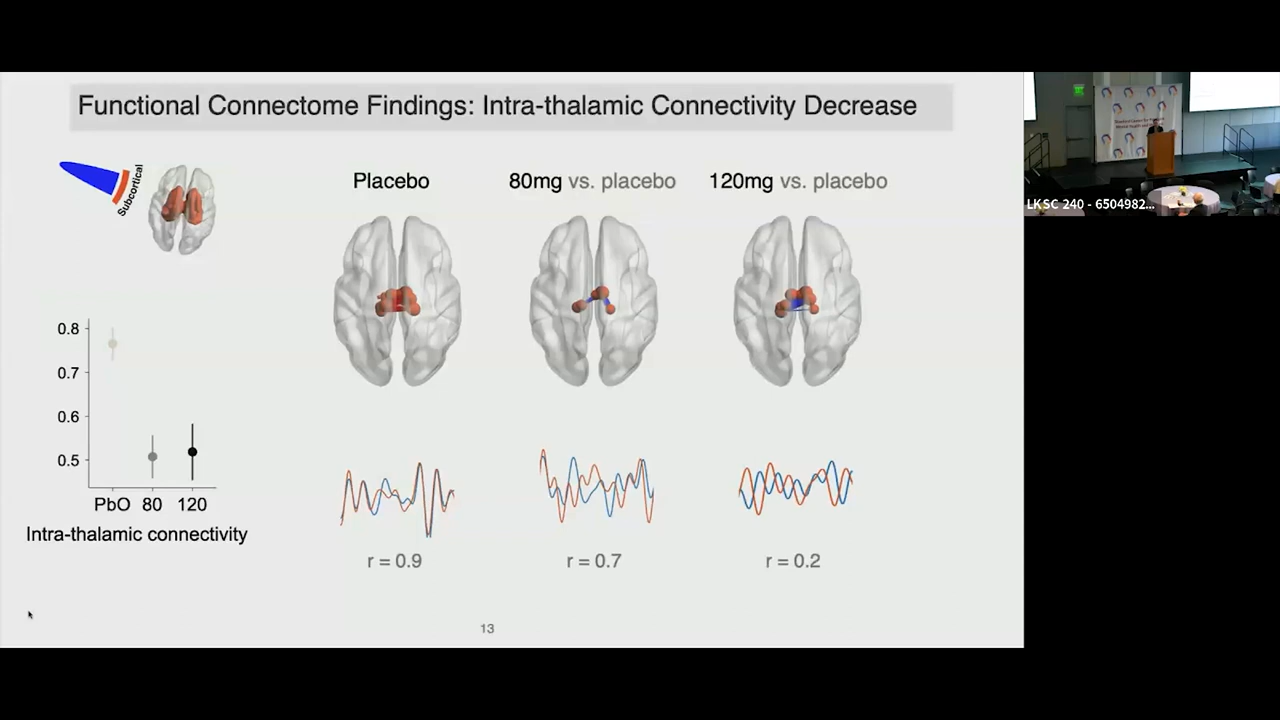 Functional Connectome Findings: Intra-thalamic Connectivity Decrease
Subcortical
Placebo
80mg vs. placebo
120mg vs. placebo
0.8
0.7
0.6
0.5
PbO 80 120
Intra-thalamic connectivity
r = 0.9
r = 0.7
r = 0.2
13
LKSC 240 - 6504982...